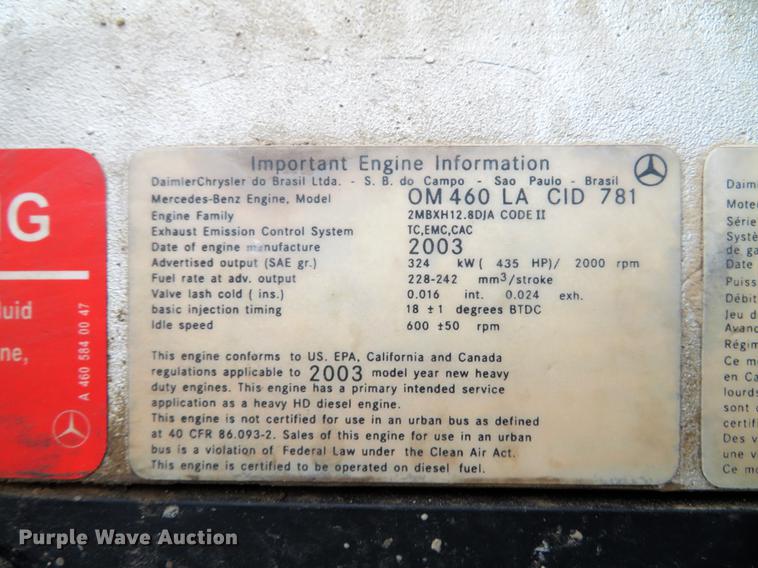 NG
luid
ne,
A 460 584 00 47
Important Engine Information
DaimlerChrysler do Brasil Ltda. - S. B. do Campo - Sao Paulo - Brasil
Mercedes-Benz Engine, Model OM 460 LA CID 781
Engine Family 2MBXH12.8DJA CODE II
Exhaust Emission Control System TC,EMC,CAC
Date of engine manufacture 2003
Advertised output (SAE gr.) 324 kW ( 435 HP)/ 2000 rpm
Fuel rate at adv. output 228-242 mm³/stroke
Valve lash cold ( ins.) 0.016 int. 0.024 exh.
basic injection timing 18 ±1 degrees BTDC
Idle speed 600 ±50 rpm
This engine conforms to US. EPA, California and Canada
regulations applicable to 2003 model year new heavy
duty engines. This engine has a primary intended service
application as a heavy HD diesel engine.
This engine is not certified for use in an urban bus as defined
at 40 CFR 86.093-2. Sales of this engine for use in an urban
bus is a violation of Federal Law under the Clean Air Act.
This engine is certified to be operated on diesel fuel.
Daim
Mote
Série
Systè
de ga
Date
Puiss
Débit
Jeu d
Avanc
Régim
Ce m
en Ca
lourds
sont
certif
Des v
une v
Ce mo
Purple Wave Auction